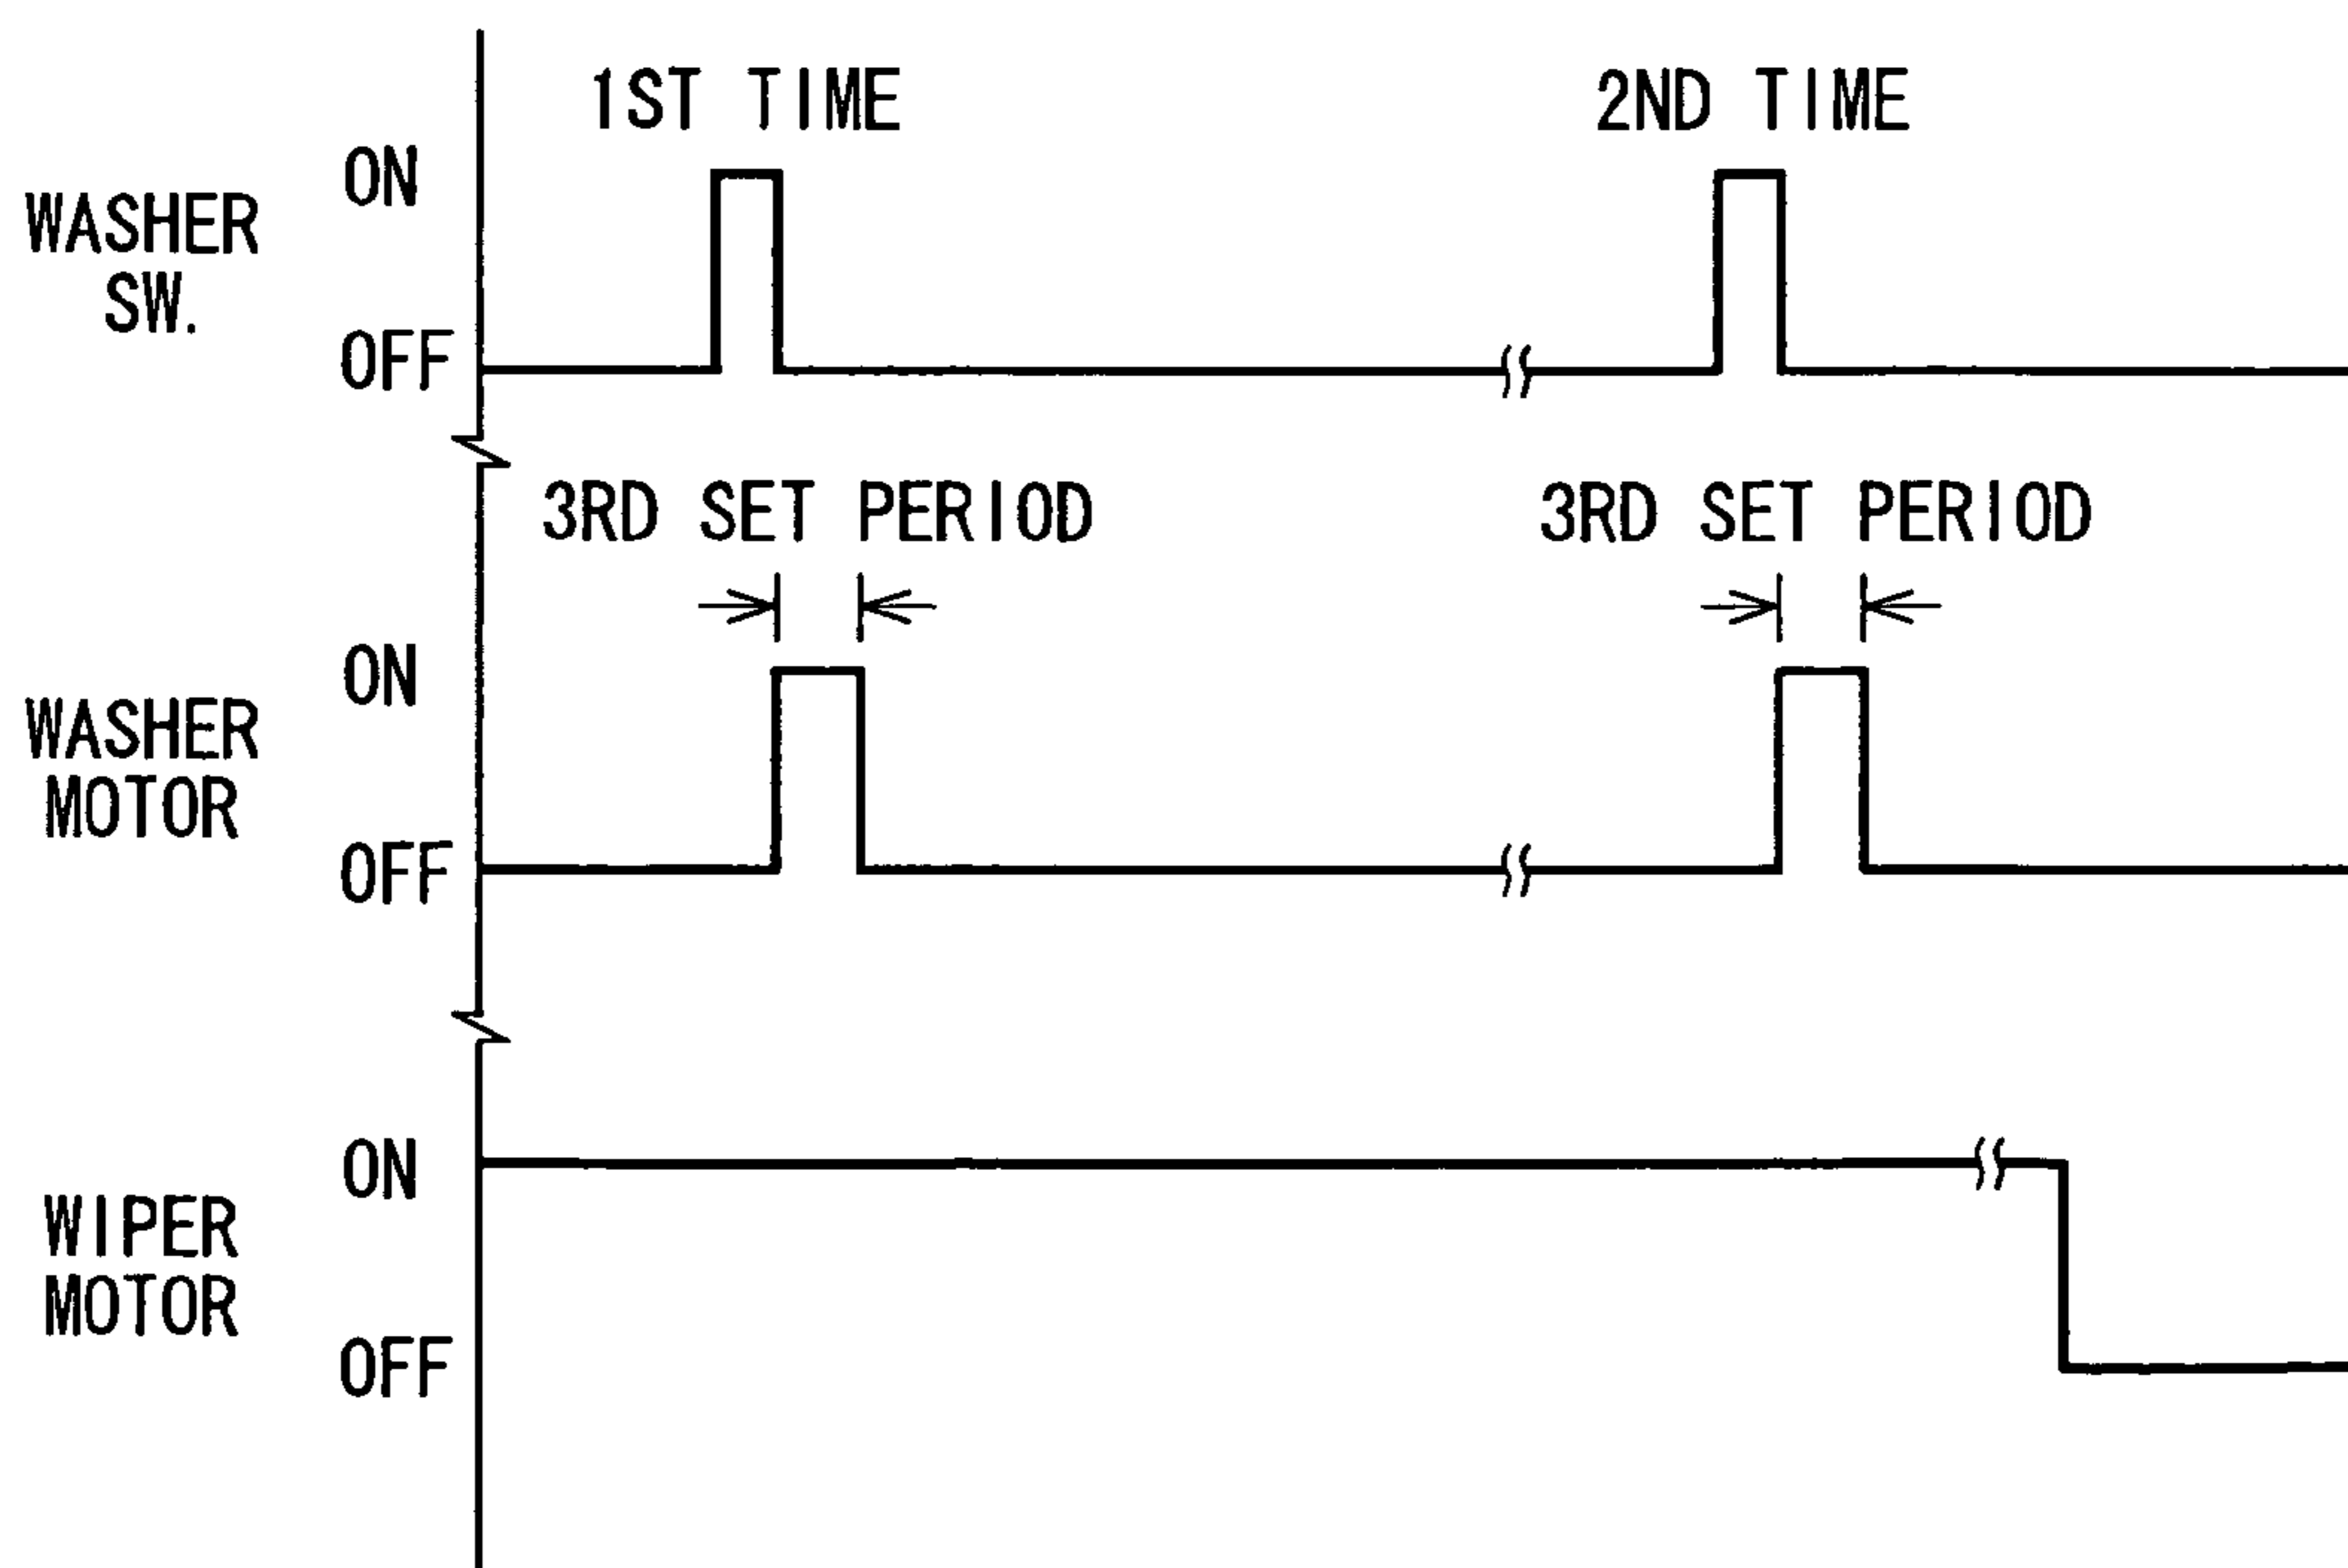 1ST TIME
2ND TIME
ON
WASHER
SW.
OFF
3RD SET PERIOD
3RD SET PERIOD
ON
WASHER
MOTOR
OFF
ON
WIPER
MOTOR
OFF